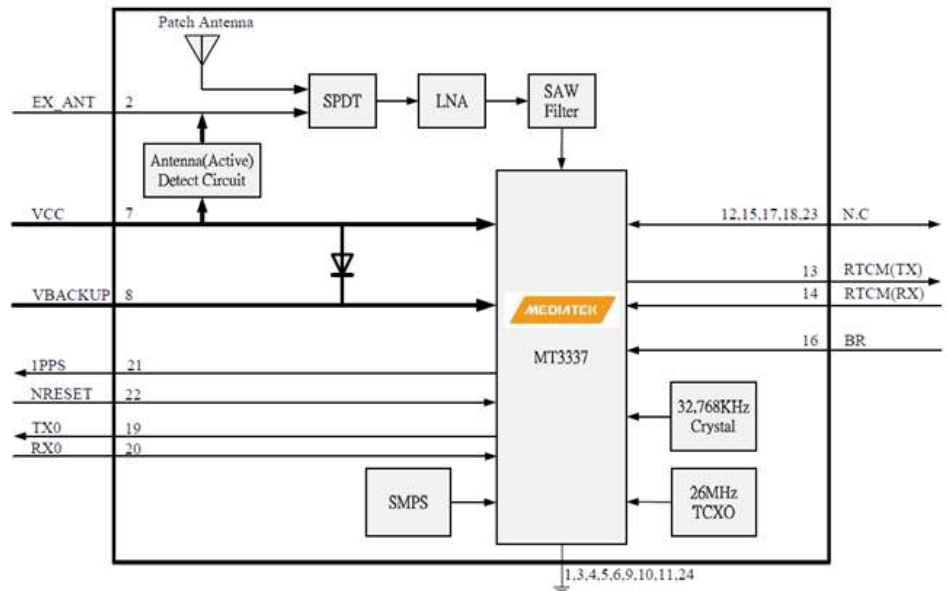 Patch Antenna
EX_ANT 2
SPDT
LNA
SAW
Filter
Antenna(Active)
Detect Circuit
VCC 7
12,15,17,18,23 N.C
13 RTCM(TX)
VBACKUP 8
14 RTCM(RX)
MEDIATEK
16 BR
MT3337
1PPS 21
NRESET 22
32,768KHz
Crystal
TX0 19
RX0 20
SMPS
26MHz
TCXO
1,3,4,5,6,9,10,11,24